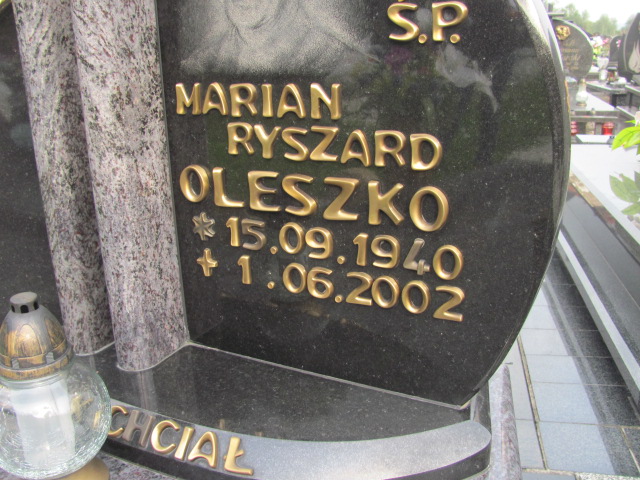 Ś.P.
MARIAN
RYSZARD
OLESZKO
* 15.09.1940
+ 1.06.2002
CHCIAŁ